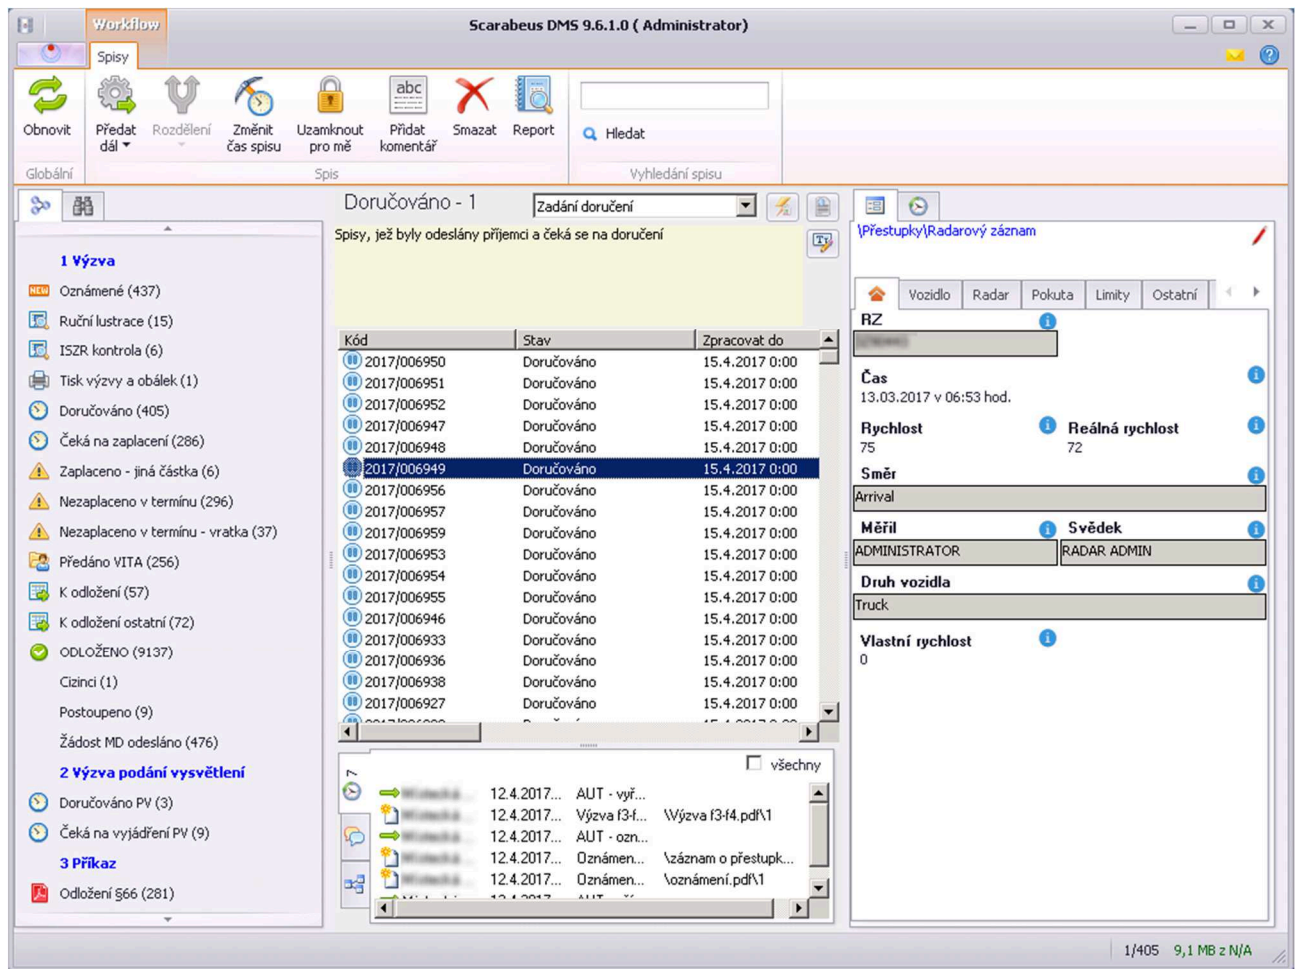 Workflow
Scarabeus DMS 9.6.1.0 ( Administrator)
Spisy
Obnovit
Předat dál
Rozdělení
Změnit čas spisu
Uzamknout pro mě
abc
Přidat komentář
Smazat
Report
Hledat
Globální
Spis
Vyhledání spisu
1 Výzva
NEW Oznámené (437)
Ruční lustrace (15)
ISZR kontrola (6)
Tisk výzvy a obálek (1)
Doručováno (405)
Čeká na zaplacení (286)
Zaplaceno - jiná částka (6)
Nezaplaceno v termínu (296)
Nezaplaceno v termínu - vratka (37)
Předáno VITA (256)
K odložení (57)
K odložení ostatní (72)
ODLOŽENO (9137)
Cizinci (1)
Postoupeno (9)
Žádost MD odesláno (476)
2 Výzva podání vysvětlení
Doručováno PV (3)
Čeká na vyjádření PV (9)
3 Příkaz
Odložení §66 (281)
Doručováno - 1
Zadání doručení
Spisy, jež byly odeslány příjemci a čeká se na doručení
Kód Stav Zpracovat do
2017/006950 Doručováno 15.4.2017 0:00
2017/006951 Doručováno 15.4.2017 0:00
2017/006952 Doručováno 15.4.2017 0:00
2017/006947 Doručováno 15.4.2017 0:00
2017/006948 Doručováno 15.4.2017 0:00
2017/006949 Doručováno 15.4.2017 0:00
2017/006956 Doručováno 15.4.2017 0:00
2017/006957 Doručováno 15.4.2017 0:00
2017/006959 Doručováno 15.4.2017 0:00
2017/006953 Doručováno 15.4.2017 0:00
2017/006954 Doručováno 15.4.2017 0:00
2017/006955 Doručováno 15.4.2017 0:00
2017/006946 Doručováno 15.4.2017 0:00
2017/006933 Doručováno 15.4.2017 0:00
2017/006936 Doručováno 15.4.2017 0:00
2017/006938 Doručováno 15.4.2017 0:00
2017/006927 Doručováno 15.4.2017 0:00
všechny
7
12.4.2017... AUT - vyř...
12.4.2017... Výzva f3-f... \Výzva f3-f4.pdf\1
12.4.2017... AUT - ozn...
12.4.2017... Oznámen... \záznam o přestupk...
12.4.2017... Oznámen... \oznámení.pdf\1
\Přestupky\Radarový záznam
Vozidlo Radar Pokuta Limity Ostatní
RZ
Čas
13.03.2017 v 06:53 hod.
Rychlost Reálná rychlost
75 72
Směr
Arrival
Měřil Svědek
ADMINISTRATOR RADAR ADMIN
Druh vozidla
Truck
Vlastní rychlost
0
1/405 9,1 MB z N/A